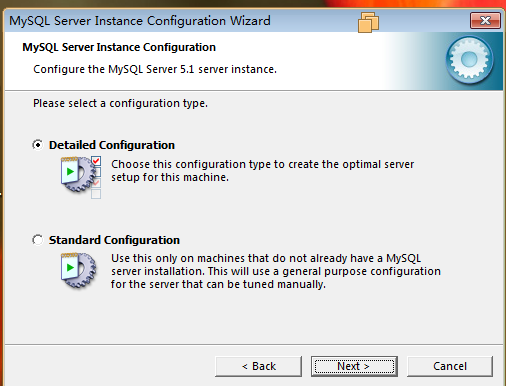 MySQL Server Instance Configuration Wizard
MySQL Server Instance Configuration
Configure the MySQL Server 5.1 server instance.
Please select a configuration type.
Detailed Configuration
Choose this configuration type to create the optimal server
setup for this machine.
Standard Configuration
Use this only on machines that do not already have a MySQL
server installation. This will use a general purpose configuration
for the server that can be tuned manually.
< Back
Next >
Cancel